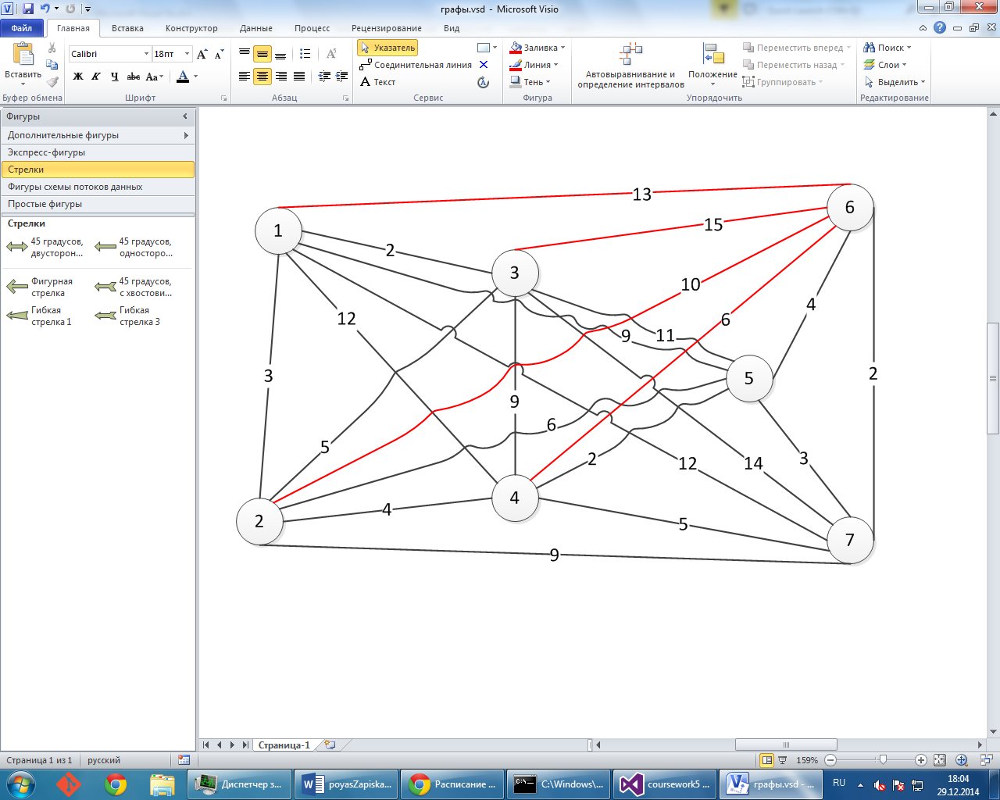 графы.vsd - Microsoft Visio
Файл Главная Вставка Конструктор Данные Процесс Рецензирование Вид
Вставить
Буфер обмена
Calibri 18пт
Ж К Ч abc Aa A
Шрифт
Абзац
Указатель
Соединительная линия
A Текст
Сервис
Заливка
Линия
Тень
Фигура
Автовыравнивание и
определение интервалов
Положение
Переместить вперед
Переместить назад
Группировать
Упорядочить
Поиск
Слои
Выделить
Редактирование
Фигуры
Дополнительные фигуры
Экспресс-фигуры
Стрелки
Фигуры схемы потоков данных
Простые фигуры
Стрелки
45 градусов,
двусторон...
45 градусов,
односторо...
Фигурная
стрелка
45 градусов,
с хвостови...
Гибкая
стрелка 1
Гибкая
стрелка 3
13
6
1
15
2
3
10
4
12
6
9
11
3
5
2
9
6
5
2
12
14
3
4
4
2
5
7
9
Страница-1
Страница 1 из 1
русский
159%
Диспетчер з...
poyasZapiska...
Расписание ...
C:\Windows\...
coursework5 ...
графы.vsd - ...
RU
18:04
29.12.2014